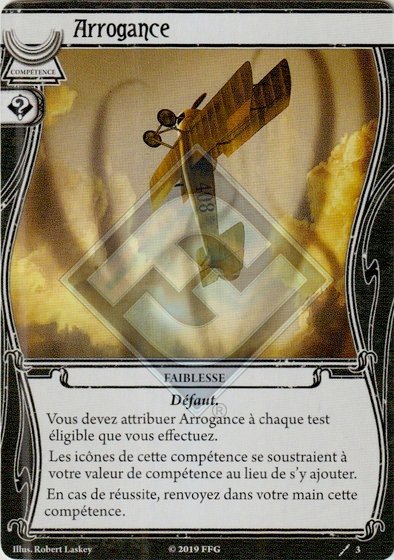 Arrogance
COMPÉTENCE
?
408
FAIBLESSE
Défaut.
Vous devez attribuer Arrogance à chaque test
éligible que vous effectuez.
Les icônes de cette compétence se soustraient à
votre valeur de compétence au lieu de s'y ajouter.
En cas de réussite, renvoyez dans votre main cette
compétence.
®
Illus. Robert Laskey © 2019 FFG 3